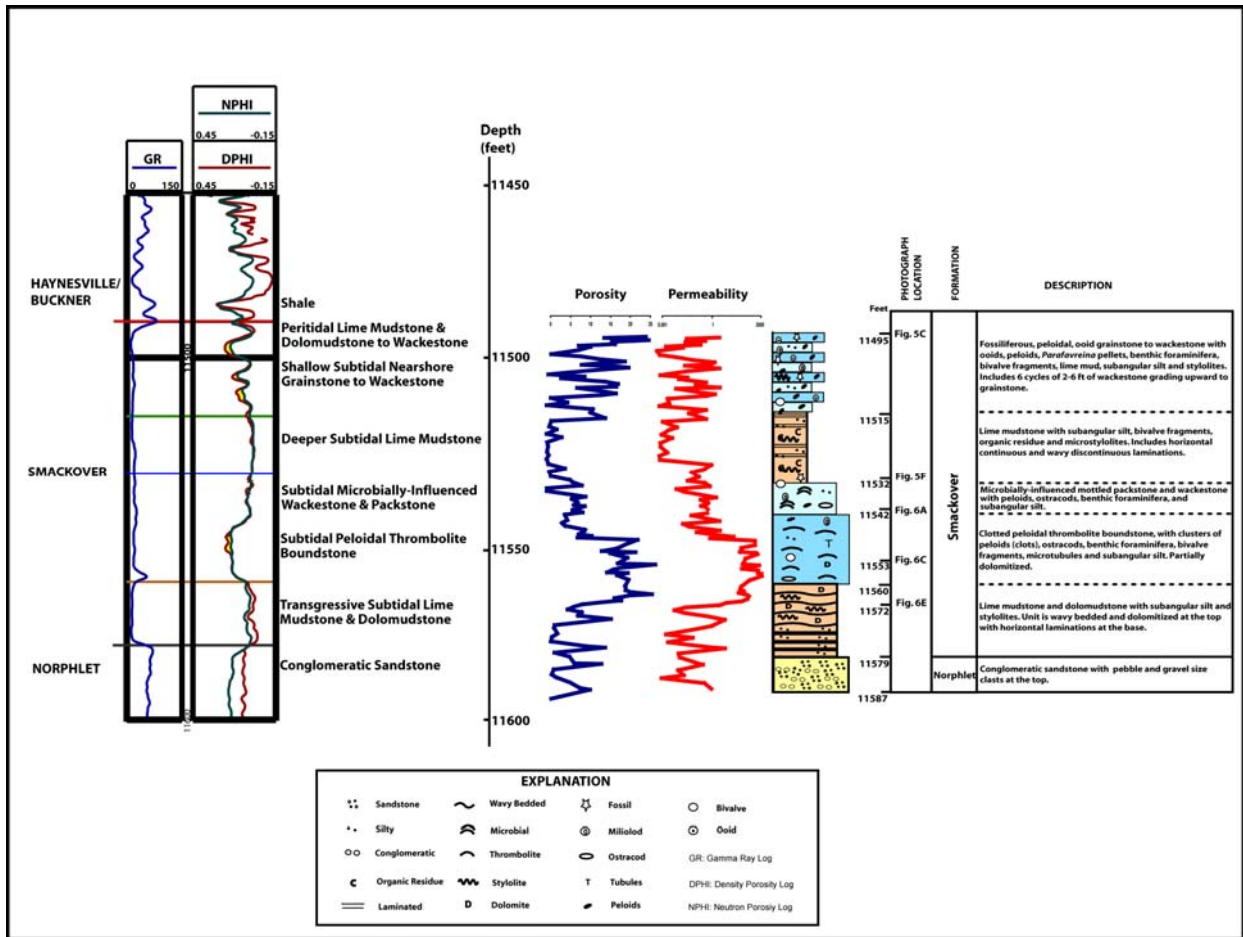 NPHI
0.45 -0.15
GR
0 150
DPHI
0.45 -0.15
HAYNESVILLE/
BUCKNER
SMACKOVER
NORPHLET
11500
11600
Shale
Peritidal Lime Mudstone &
Dolomudstone to Wackestone
Shallow Subtidal Nearshore
Grainstone to Wackestone
Deeper Subtidal Lime Mudstone
Subtidal Microbially-Influenced
Wackestone & Packstone
Subtidal Peloidal Thrombolite
Boundstone
Transgressive Subtidal Lime
Mudstone & Dolomudstone
Conglomeratic Sandstone
Depth
(feet)
11450
11500
11550
11600
Porosity
0 5 10 15 20 25
Permeability
1
Feet
11495
11515
11532
11542
11553
11560
11572
11579
11587
PHOTOGRAPH
LOCATION
Fig. 5C
Fig. 5F
Fig. 6A
Fig. 6C
Fig. 6E
FORMATION
Smackover
Norphlet
DESCRIPTION
Fossiliferous, peloidal, ooid grainstone to wackestone with
ooids, peloids, Parafavreina pellets, benthic foraminifera,
bivalve fragments, lime mud, subangular silt and stylolites.
Includes 6 cycles of 2-6 ft of wackestone grading upward to
grainstone.
Lime mudstone with subangular silt, bivalve fragments,
organic residue and microstylolites. Includes horizontal
continuous and wavy discontinuous laminations.
Microbially-influenced mottled packstone and wackestone
with peloids, ostracods, benthic foraminifera, and
subangular silt.
Clotted peloidal thrombolite boundstone, with clusters of
peloids (clots), ostracods, benthic foraminifera, bivalve
fragments, microtubules and subangular silt. Partially
dolomitized.
Lime mudstone and dolomudstone with subangular silt and
stylolites. Unit is wavy bedded and dolomitized at the top
with horizontal laminations at the base.
Conglomeratic sandstone with pebble and gravel size
clasts at the top.
EXPLANATION
Sandstone
Silty
Conglomeratic
C Organic Residue
Laminated
Wavy Bedded
Microbial
Thrombolite
Stylolite
D Dolomite
Fossil
Miliolod
Ostracod
T Tubules
Peloids
Bivalve
Ooid
GR: Gamma Ray Log
DPHI: Density Porosity Log
NPHI: Neutron Porosiy Log